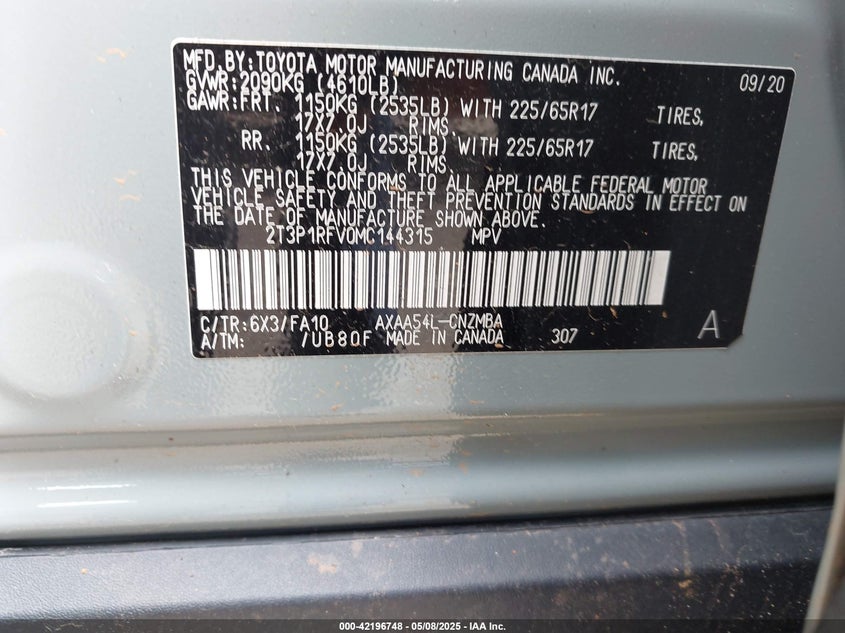 MFD. BY: TOYOTA MOTOR MANUFACTURING CANADA INC. 09/20
GVWR: 2090KG (4610LB)
GAWR: FRT. 1150KG (2535LB) WITH 225/65R17 TIRES,
17X7.0J RIMS.
RR. 1150KG (2535LB) WITH 225/65R17 TIRES,
17X7.0J RIMS.
THIS VEHICLE CONFORMS TO ALL APPLICABLE FEDERAL MOTOR
VEHICLE SAFETY AND THEFT PREVENTION STANDARDS IN EFFECT ON
THE DATE OF MANUFACTURE SHOWN ABOVE.
2T3P1RFV0MC144315 MPV
C/TR: 6X3/FA10 AXAA54L-CNZMBA
A/TM: /UB80F MADE IN CANADA 307 A
000-42196748 - 05/08/2025 - IAA Inc.